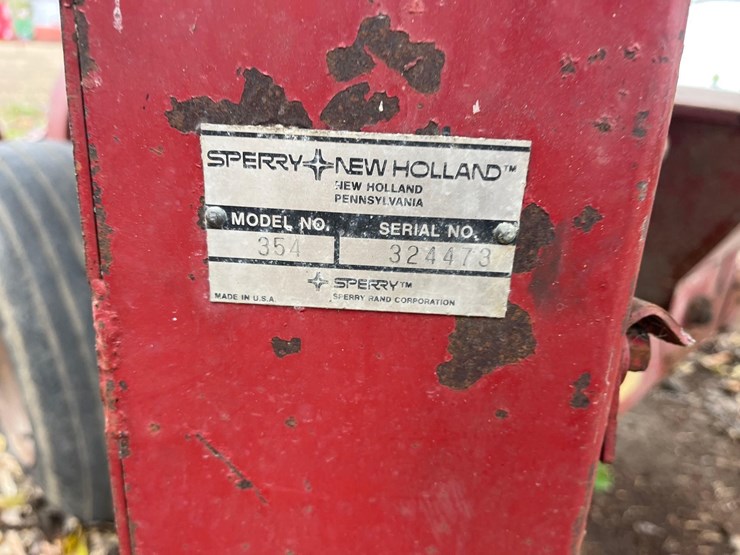 SPERRY NEW HOLLAND™
NEW HOLLAND
PENNSYLVANIA
MODEL NO. SERIAL NO.
354 324473
SPERRY™
MADE IN U.S.A. SPERRY RAND CORPORATION